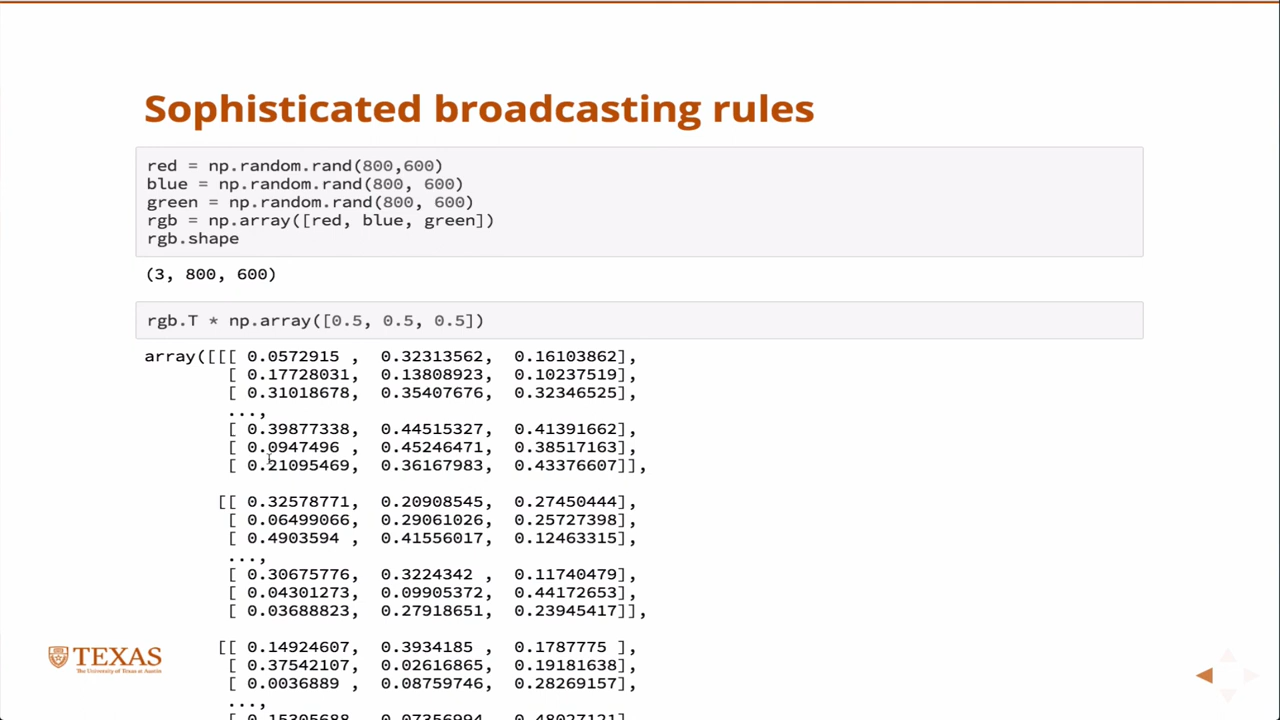 Sophisticated broadcasting rules
red = np.random.rand(800,600)
blue = np.random.rand(800, 600)
green = np.random.rand(800, 600)
rgb = np.array([red, blue, green])
rgb.shape
(3, 800, 600)
rgb.T * np.array([0.5, 0.5, 0.5])
array([[[ 0.0572915 , 0.32313562, 0.16103862],
[ 0.17728031, 0.13808923, 0.10237519],
[ 0.31018678, 0.35407676, 0.32346525],
...,
[ 0.39877338, 0.44515327, 0.41391662],
[ 0.0947496 , 0.45246471, 0.38517163],
[ 0.21095469, 0.36167983, 0.43376607]],
[[ 0.32578771, 0.20908545, 0.27450444],
[ 0.06499066, 0.29061026, 0.25727398],
[ 0.4903594 , 0.41556017, 0.12463315],
...,
[ 0.30675776, 0.3224342 , 0.11740479],
[ 0.04301273, 0.09905372, 0.44172653],
[ 0.03688823, 0.27918651, 0.23945417]],
[[ 0.14924607, 0.3934185 , 0.1787775 ],
[ 0.37542107, 0.02616865, 0.19181638],
[ 0.0036889 , 0.08759746, 0.28269157],
...,
[ 0.15305688, 0.07356994, 0.48027121],
TEXAS
The University of Texas at Austin